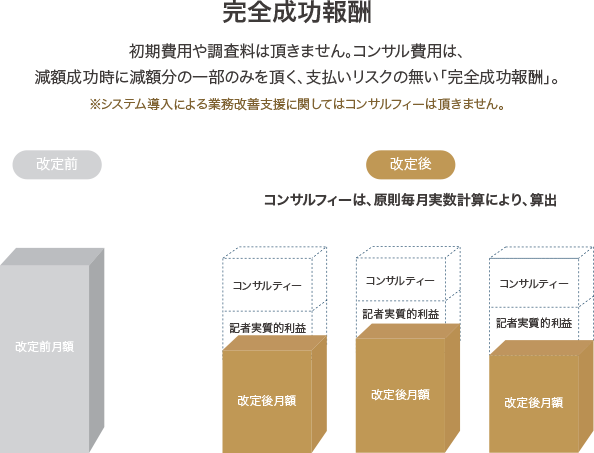 完全成功報酬
初期費用や調査料は頂きません。コンサル費用は、
減額成功時に減額分の一部のみを頂く、支払いリスクの無い「完全成功報酬」。
※システム導入による業務改善支援に関してはコンサルフィーは頂きません。
改定前
改定後
コンサルフィーは、原則毎月実数計算により、算出
コンサルティー
コンサルティー
コンサルティー
記者実質的利益
記者実質的利益
記者実質的利益
改定前月額
改定後月額
改定後月額
改定後月額